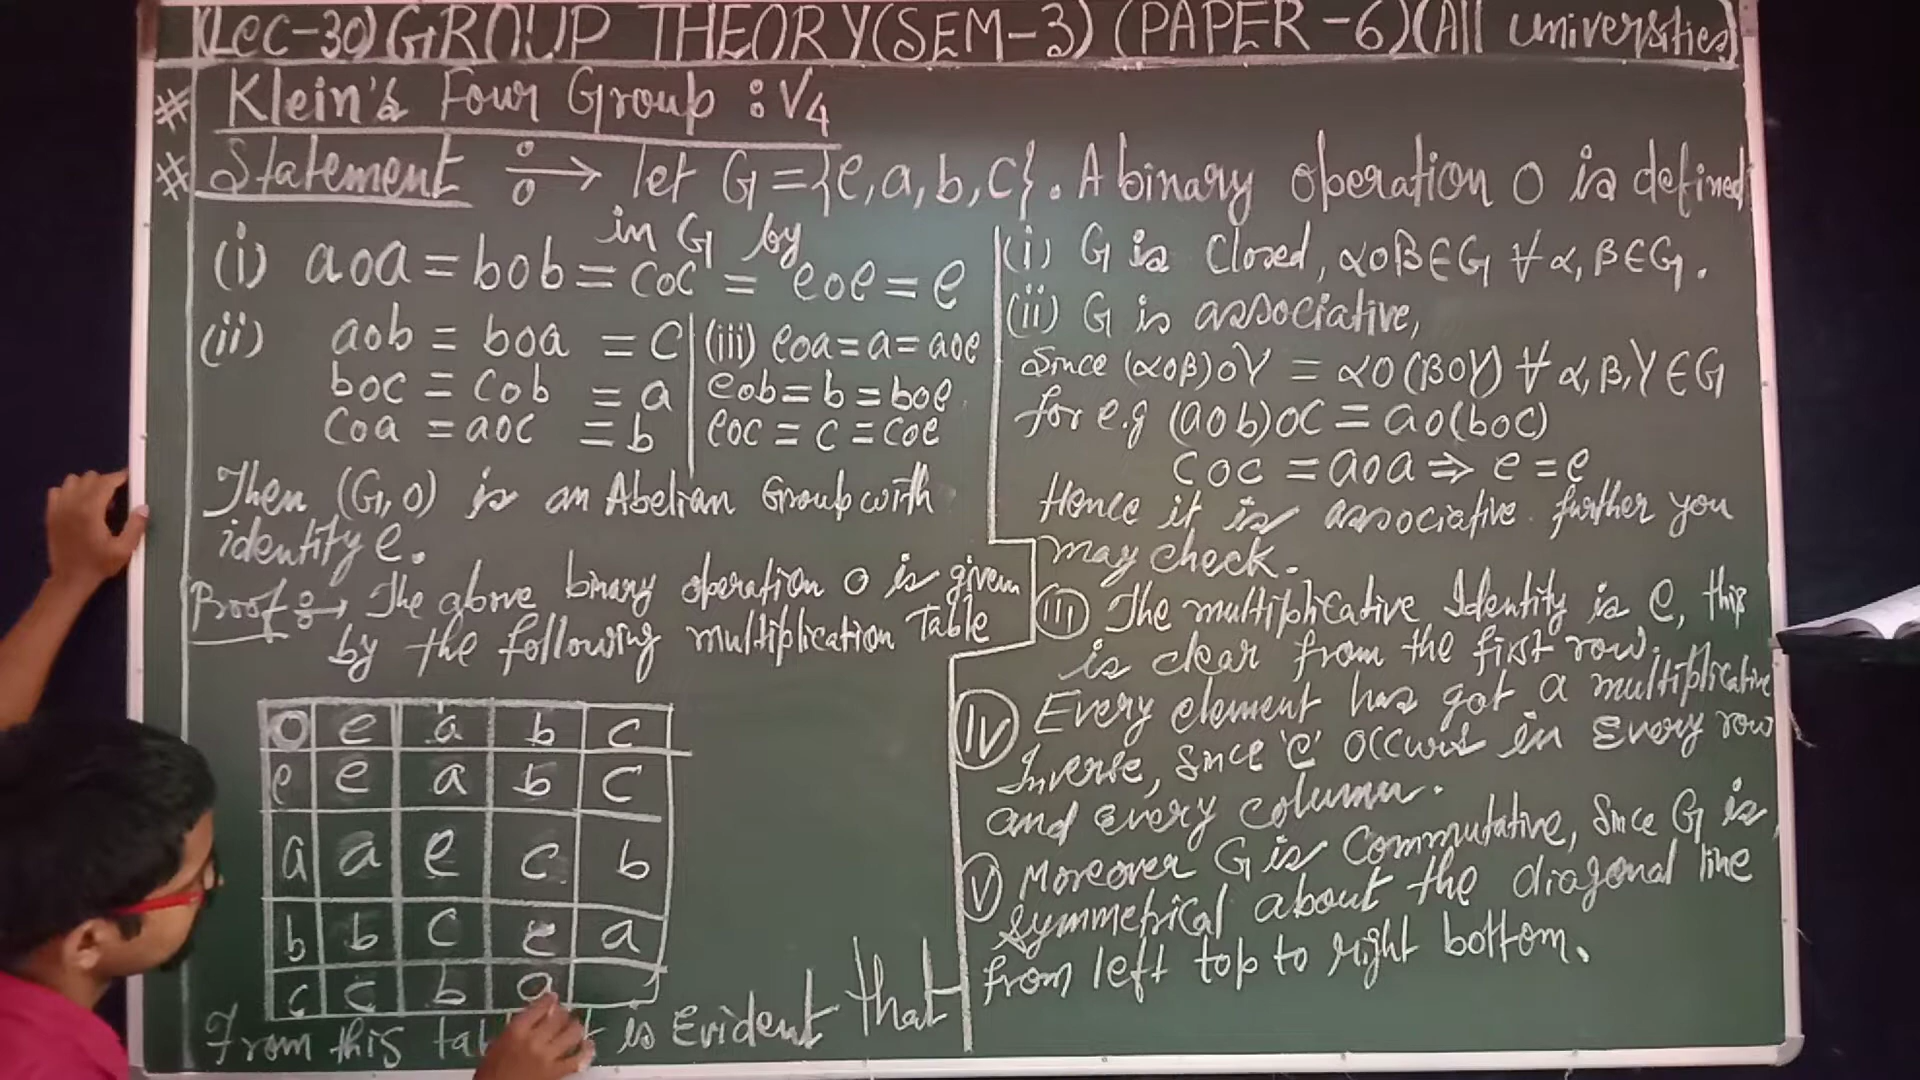 (Lec-30) GROUP THEORY (SEM-3) (PAPER-6) (All universities)
# Klein's Four Group : V4
# Statement :→ let G = {e, a, b, c}. A binary operation o is defined
in G by
(i) aoa = bob = coc = eoe = e
(ii) aob = boa = c
boc = cob = a
coa = aoc = b
(iii) eoa = a = aoe
eob = b = boe
eoc = c = coe
Then (G, o) is an Abelian Group with
identity e.
Proof :→ The above binary operation o is given
by the following multiplication Table
o e a b c
e e a b c
a a e c b
b b c e a
c c b a
From this is Evident that
(i) G is Closed, αoβ∈G ∀ α, β∈G.
(ii) G is associative,
Since (αoβ)oγ = αo(βoγ) ∀ α, β, γ ∈ G
for e.g (aob)oc = ao(boc)
coc = aoa ⇒ e = e
Hence it is associative further you
may check.
(iii) The multiplicative Identity is e, this
is clear from the first row.
(iv) Every element has got a multiplicative
Inverse, Since 'e' occurs in Every row
and every column.
(v) Moreover G is Commutative, Since G is
symmetrical about the diagonal line
from left top to right bottom.